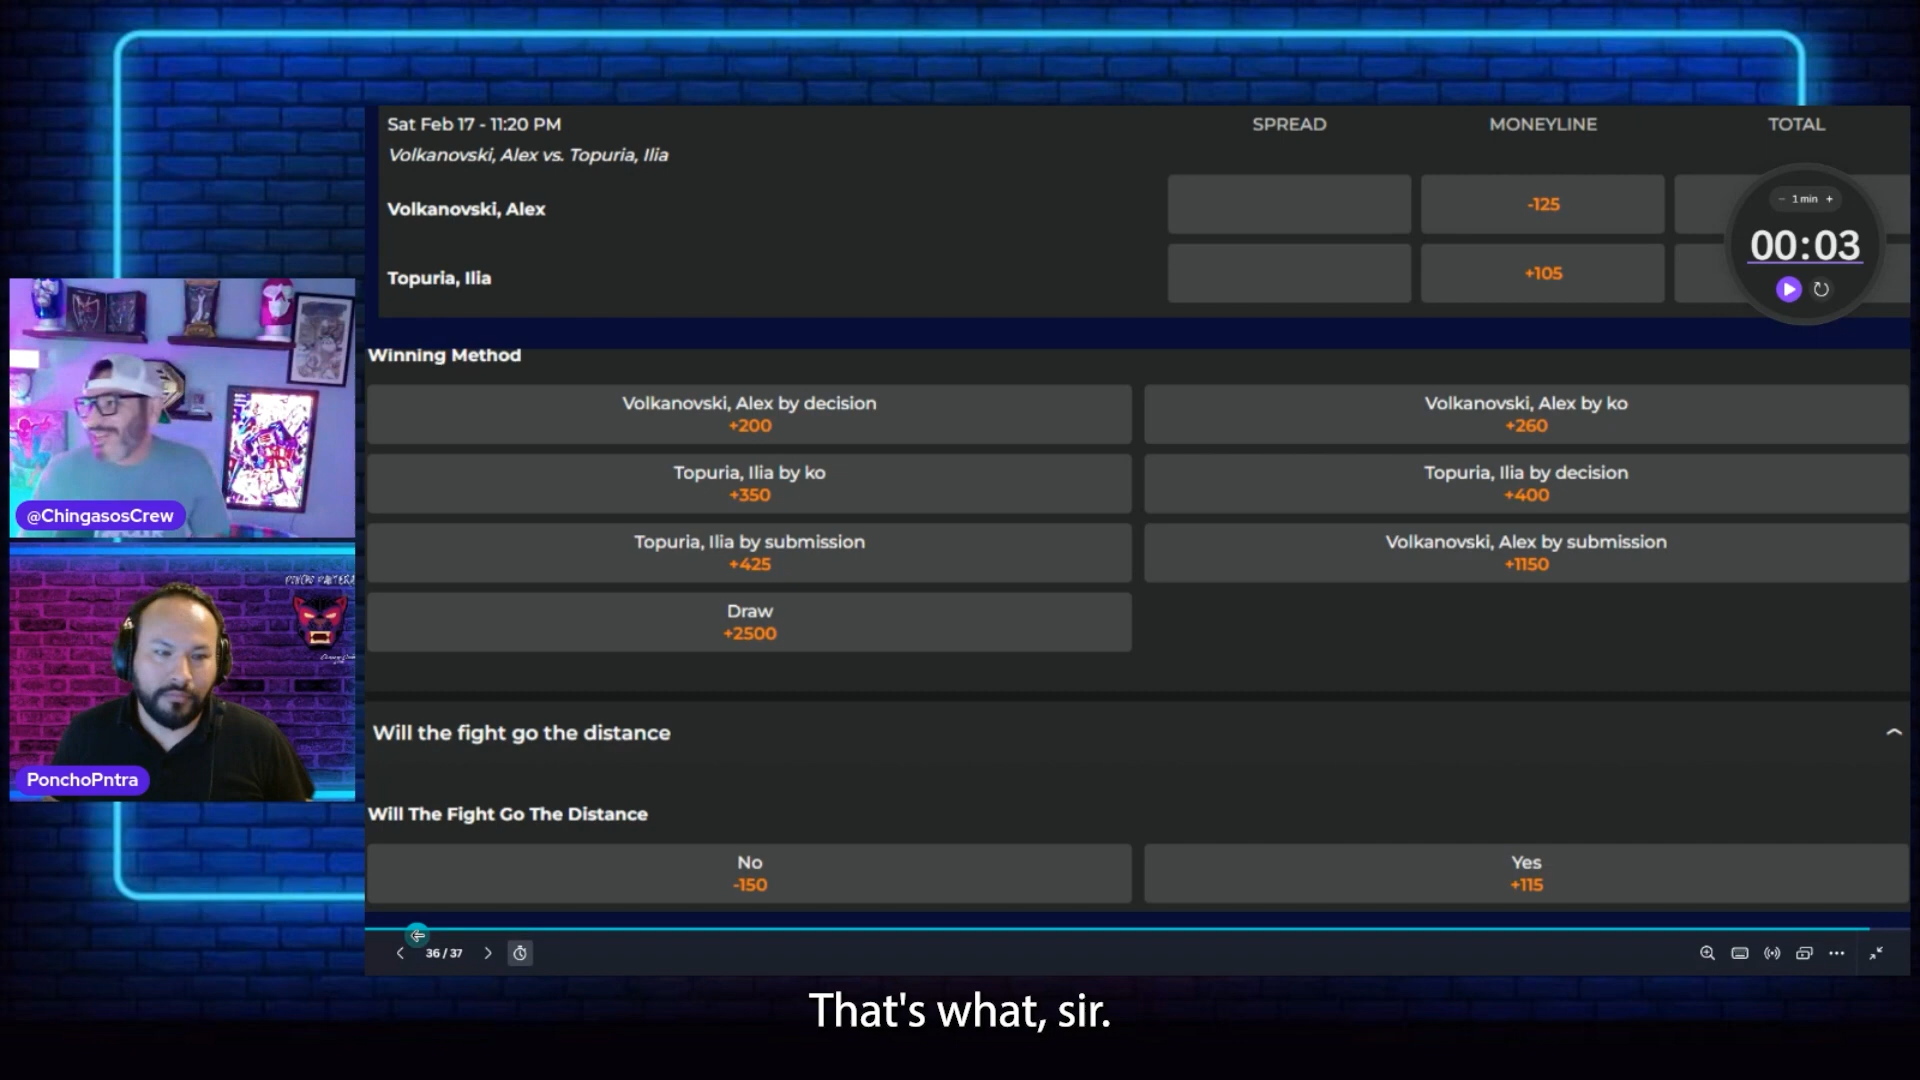 Sat Feb 17 - 11:20 PM
SPREAD
MONEYLINE
TOTAL
Volkanovski, Alex vs. Topuria, Ilia
Volkanovski, Alex
-125
Topuria, Ilia
+105
− 1 min +
00:03
Winning Method
Volkanovski, Alex by decision
+200
Volkanovski, Alex by ko
+260
Topuria, Ilia by ko
+350
Topuria, Ilia by decision
+400
Topuria, Ilia by submission
+425
Volkanovski, Alex by submission
+1150
Draw
+2500
Will the fight go the distance
Will The Fight Go The Distance
No
-150
Yes
+115
36 / 37
@ChingasosCrew
PONCHO PANTERA
PonchoPntra
That's what, sir.